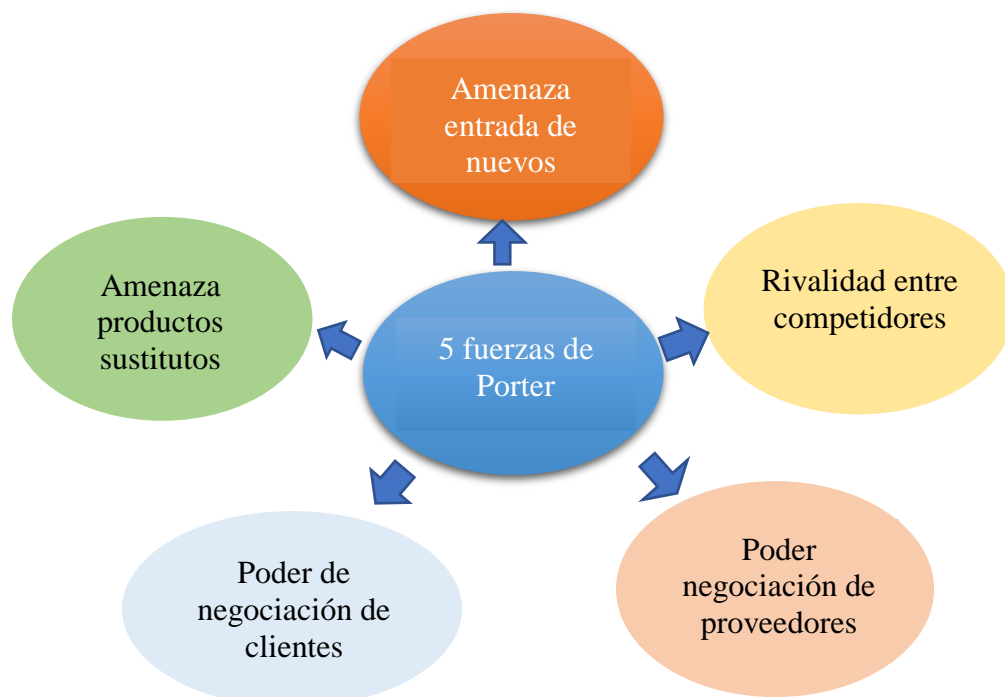 Amenaza
entrada de
nuevos
Amenaza
productos
sustitutos
Rivalidad entre
competidores
5 fuerzas de
Porter
Poder de
negociación de
clientes
Poder
negociación de
proveedores